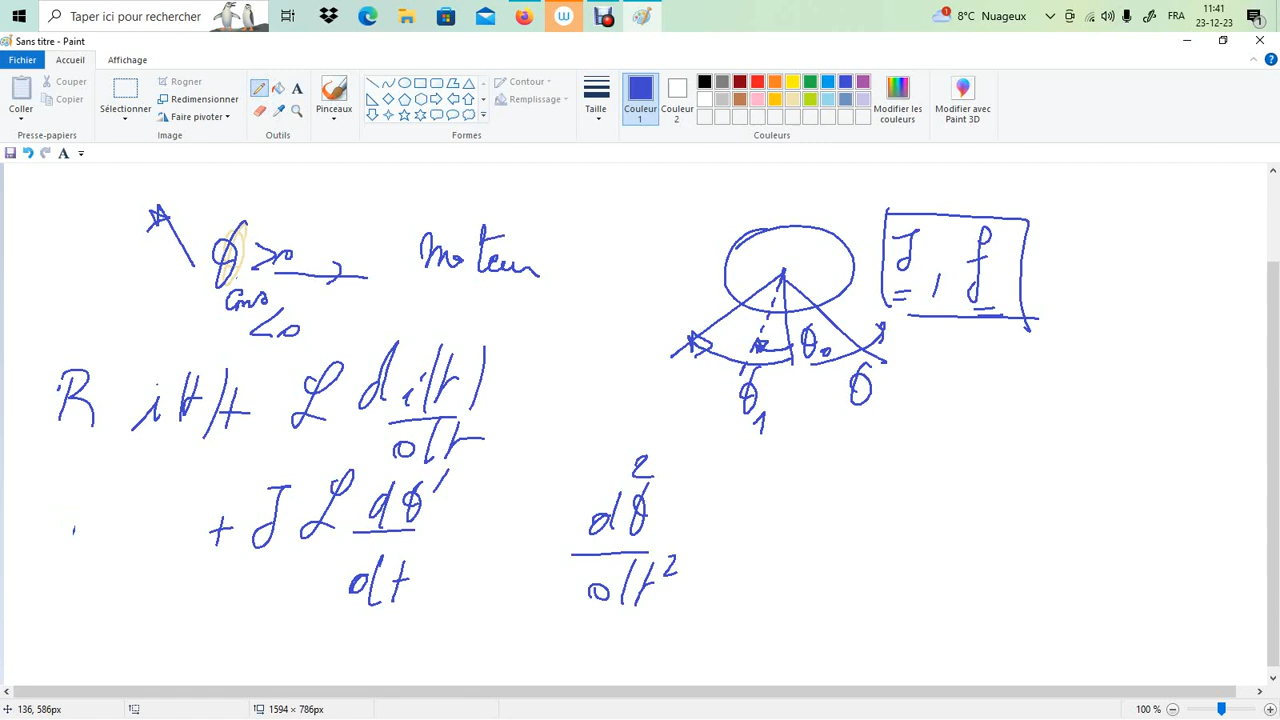 Taper ici pour rechercher
8°C Nuageux
FRA
11:41
23-12-23
Sans titre - Paint
Fichier Accueil Affichage
Coller
Couper
Copier
Presse-papiers
Sélectionner
Rogner
Redimensionner
Faire pivoter
Image
Outils
Pinceaux
Contour
Remplissage
Formes
Taille
Couleur 1
Couleur 2
Modifier les couleurs
Couleurs
Modifier avec Paint 3D
θ >0
Moteur
Cons
<0
J , f
θ₀
θ₁
θ
R i(t) + L di(t)/dt
+ J L dθ'/dt
d²θ/dt²
136, 586px
1594 × 786px
100 %